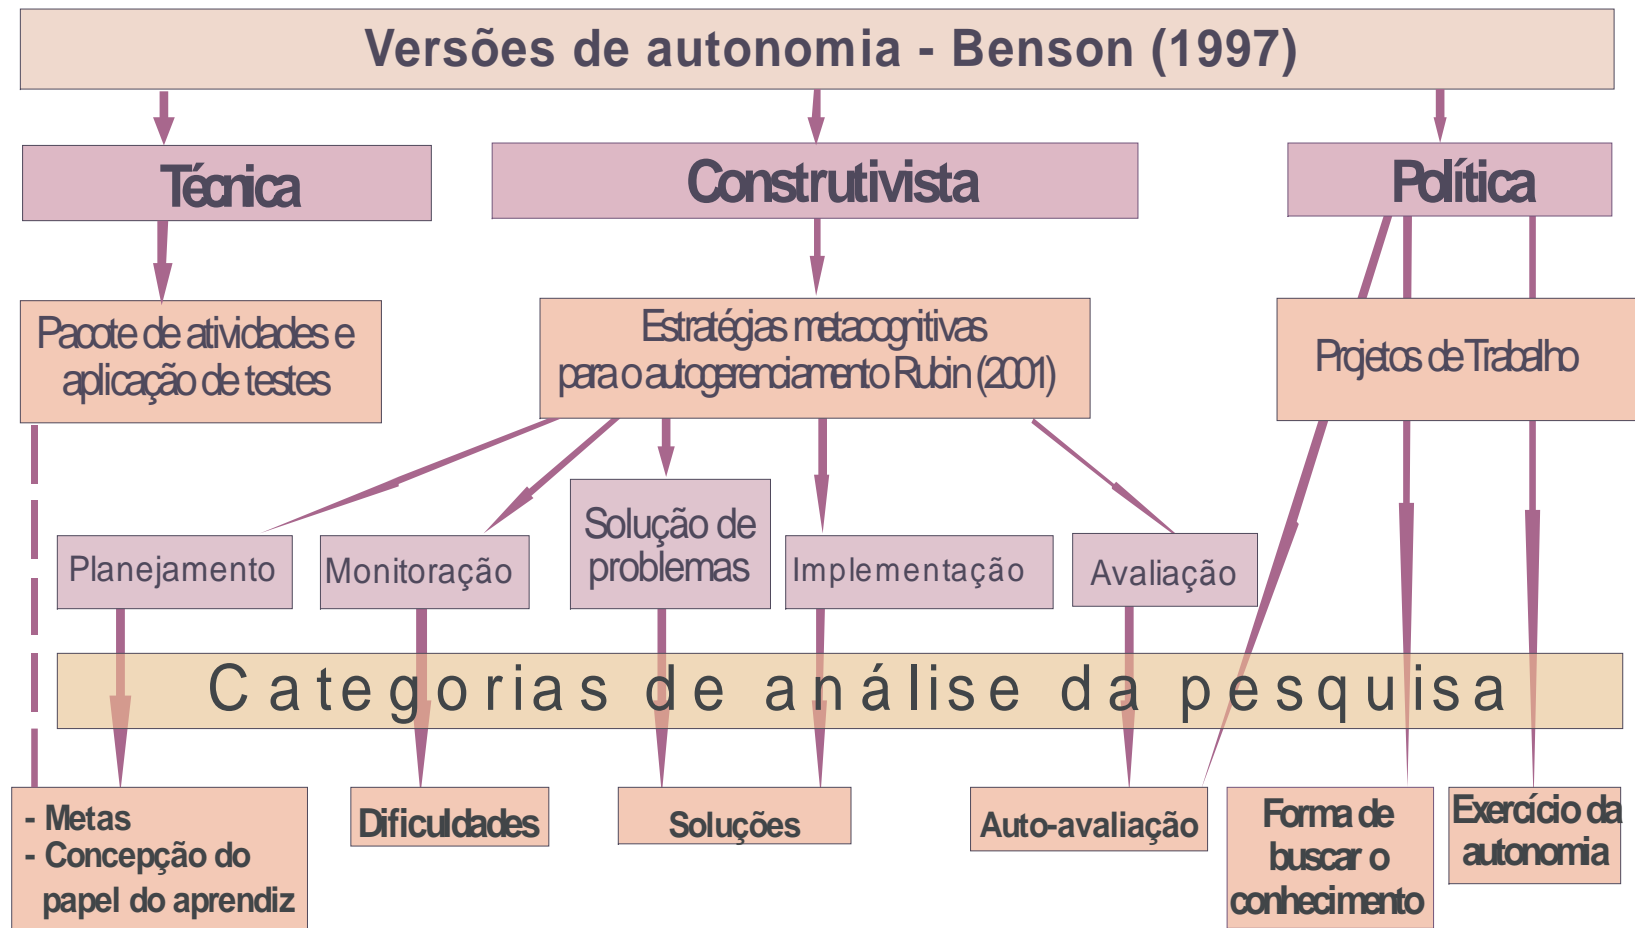 Versões de autonomia - Benson (1997)
Técnica
Construtivista
Política
Pacote de atividades e
aplicação de testes
Estratégias metacognitivas
para o autogerenciamento Rubin (2001)
Projetos de Trabalho
Planejamento
Monitoração
Solução de
problemas
Implementação
Avaliação
Categorias de análise da pesquisa
- Metas
- Concepção do
papel do aprendiz
Dificuldades
Soluções
Auto-avaliação
Forma de
buscar o
conhecimento
Exercício da
autonomia